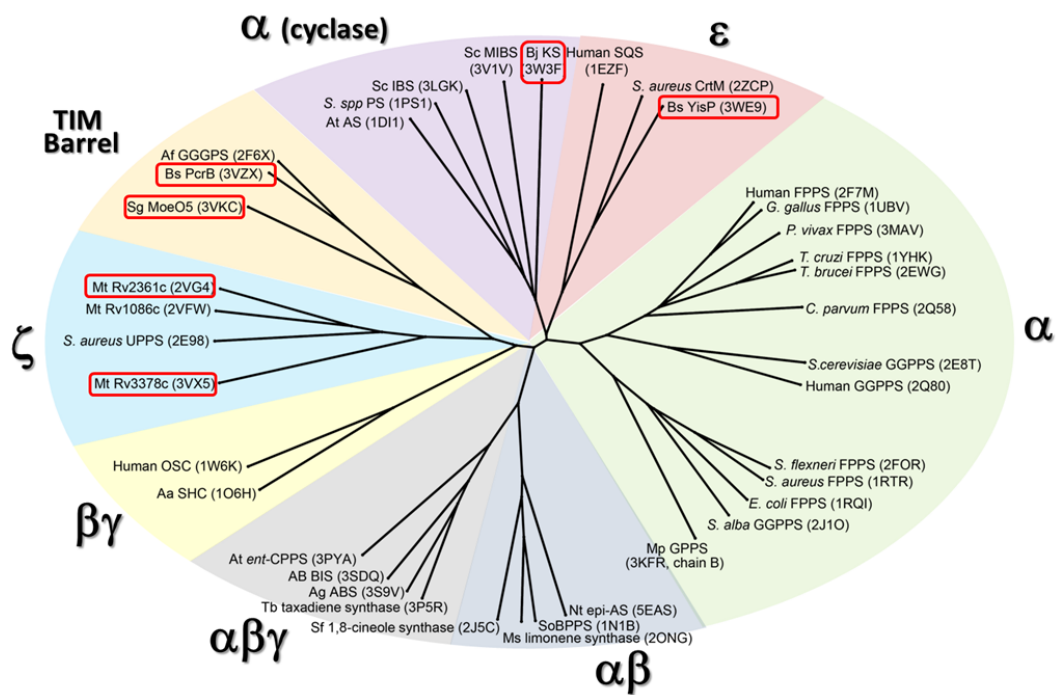 α (cyclase)
ε
Sc MIBS
(3V1V)
Bj KS
(3W3F
Human SQS
(1EZF)
Sc IBS (3LGK)
S. spp PS (1PS1)
At AS (1DI1)
S. aureus CrtM (2ZCP)
Bs YisP (3WE9)
TIM
Barrel
Af GGGPS (2F6X)
Bs PcrB (3VZX)
Sg MoeO5 (3VKC)
Human FPPS (2F7M)
G. gallus FPPS (1UBV)
P. vivax FPPS (3MAV)
T. cruzi FPPS (1YHK)
T. brucei FPPS (2EWG)
C. parvum FPPS (2Q58)
α
S.cerevisiae GGPPS (2E8T)
Human GGPPS (2Q80)
ζ
Mt Rv2361c (2VG4)
Mt Rv1086c (2VFW)
S. aureus UPPS (2E98)
Mt Rv3378c (3VX5)
Human OSC (1W6K)
Aa SHC (1O6H)
βγ
S. flexneri FPPS (2FOR)
S. aureus FPPS (1RTR)
E. coli FPPS (1RQI)
S. alba GGPPS (2J1O)
Mp GPPS
(3KFR, chain B)
At ent-CPPS (3PYA)
AB BIS (3SDQ)
Ag ABS (3S9V)
Tb taxadiene synthase (3P5R)
αβγ
Sf 1,8-cineole synthase (2J5C)
Nt epi-AS (5EAS)
SoBPPS (1N1B)
Ms limonene synthase (2ONG)
αβ